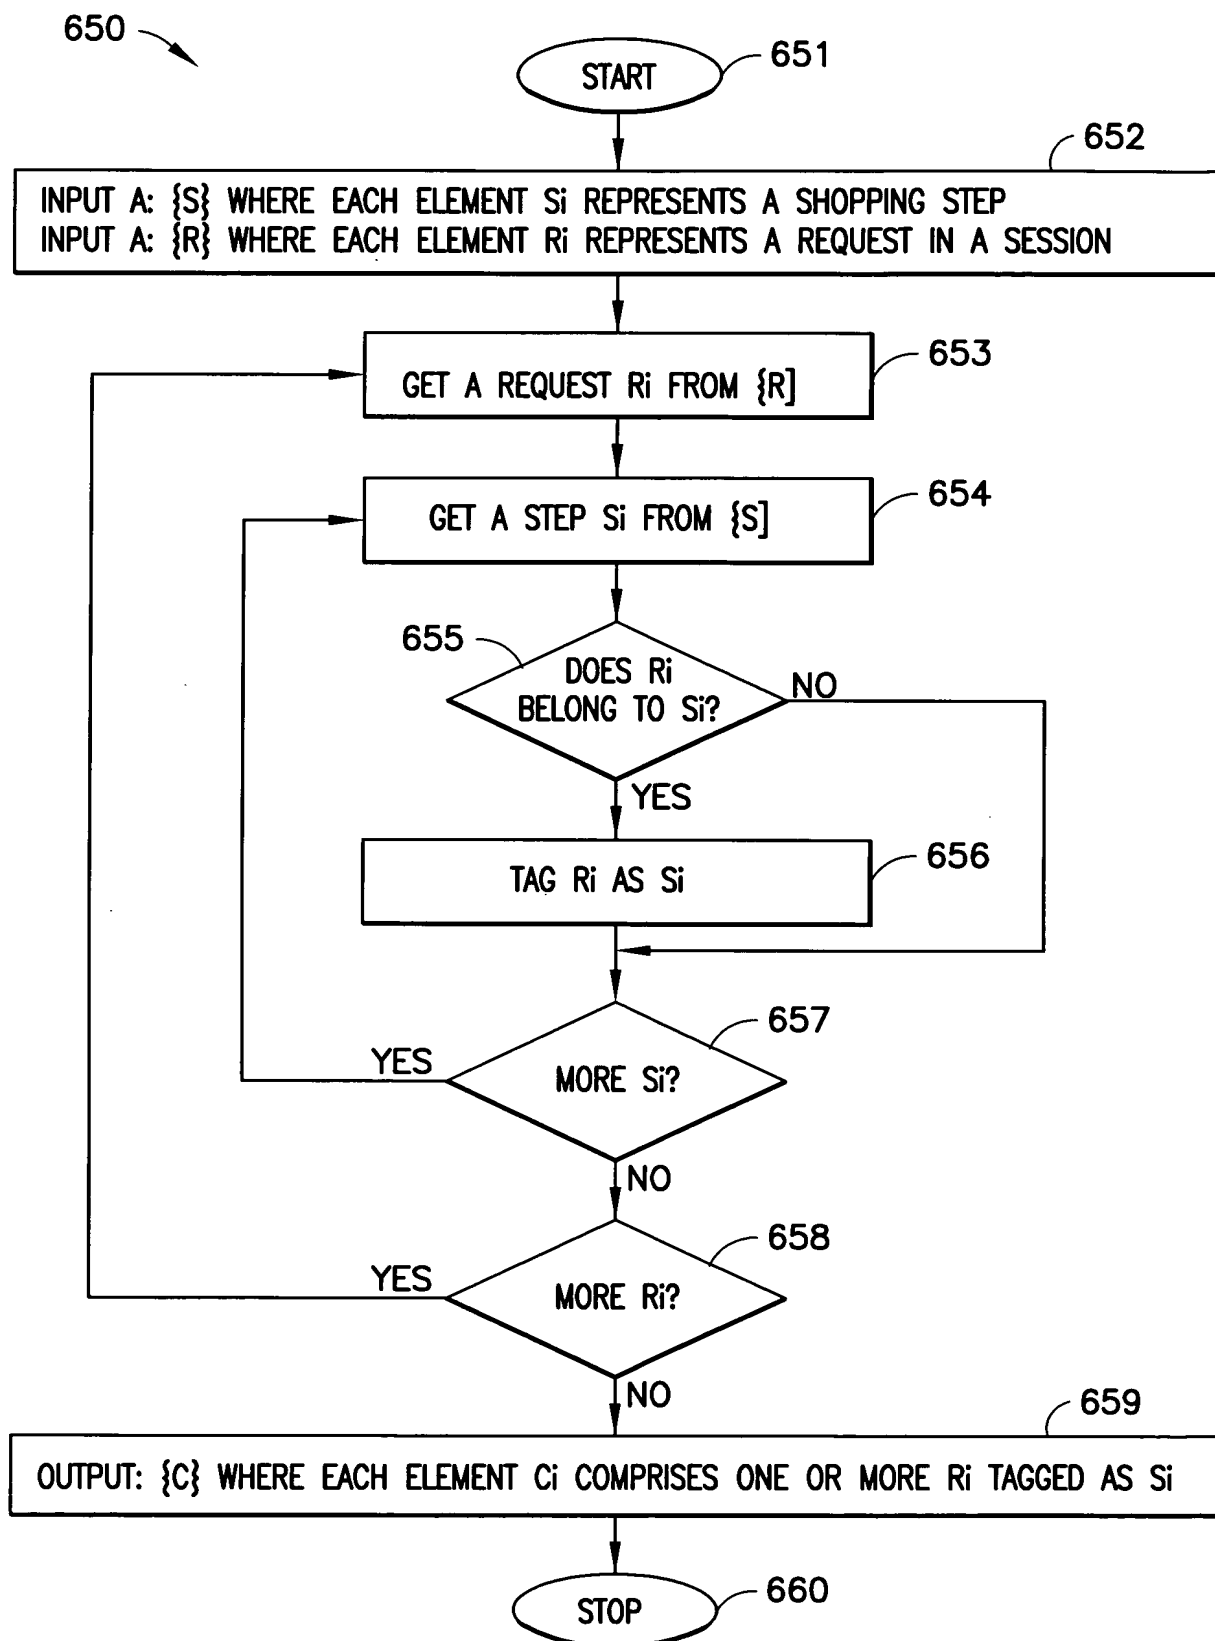 650
START
651
652
INPUT A: {S} WHERE EACH ELEMENT Si REPRESENTS A SHOPPING STEP
INPUT A: {R} WHERE EACH ELEMENT Ri REPRESENTS A REQUEST IN A SESSION
653
GET A REQUEST Ri FROM {R]
654
GET A STEP Si FROM {S]
655
DOES Ri
BELONG TO Si?
NO
YES
656
TAG Ri AS Si
657
YES
MORE Si?
NO
658
YES
MORE Ri?
NO
659
OUTPUT: {C} WHERE EACH ELEMENT Ci COMPRISES ONE OR MORE Ri TAGGED AS Si
STOP
660